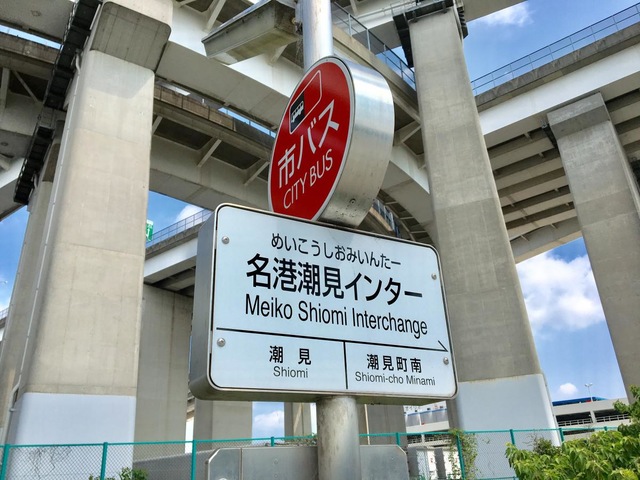 市バス
CITY BUS
めいこうしおみいんたー
名港潮見インター
Meiko Shiomi Interchange
潮見
Shiomi
潮見町南
Shiomi-cho Minami